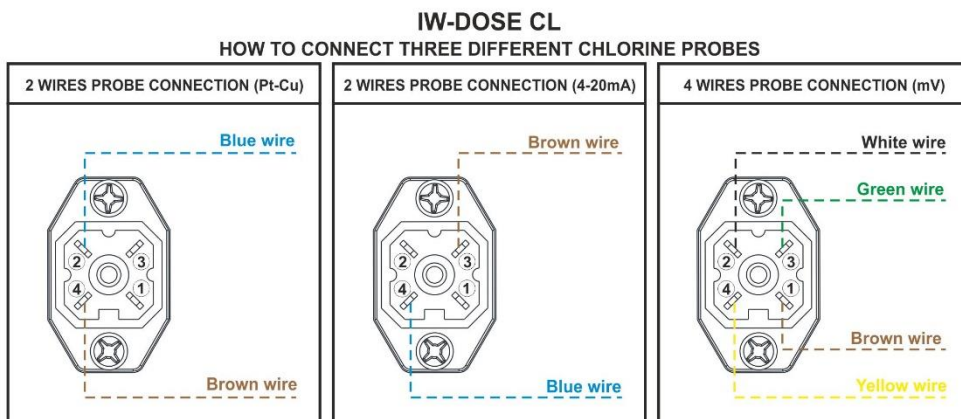 IW-DOSE CL
HOW TO CONNECT THREE DIFFERENT CHLORINE PROBES
2 WIRES PROBE CONNECTION (Pt-Cu)
Blue wire
2
3
4
1
Brown wire
2 WIRES PROBE CONNECTION (4-20mA)
Brown wire
2
3
4
1
Blue wire
4 WIRES PROBE CONNECTION (mV)
White wire
Green wire
2
3
4
1
Brown wire
Yellow wire